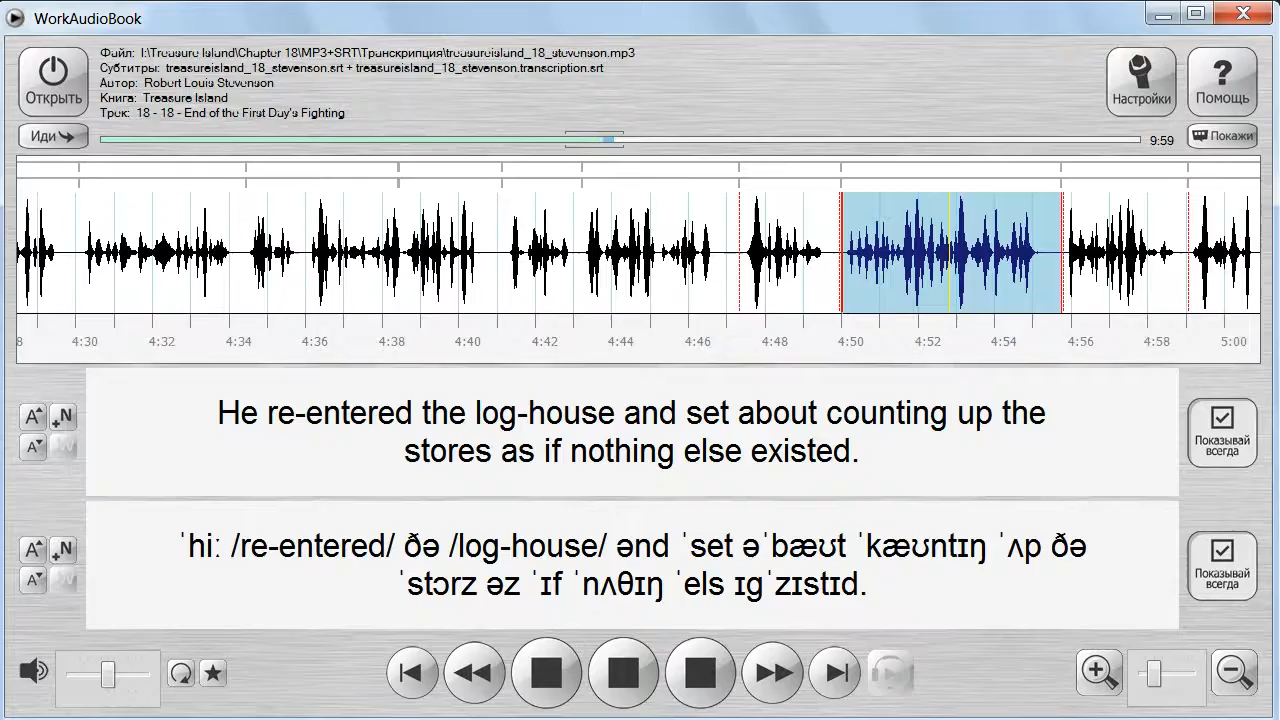 WorkAudioBook
Открыть
Файл: I:\Treasure Island\Chapter 18\MP3+SRT\Транскрипция\treasureisland_18_stevenson.mp3
Субтитры: treasureisland_18_stevenson.srt + treasureisland_18_stevenson.transcription.srt
Автор: Robert Louis Stevenson
Книга: Treasure Island
Трек: 18 - 18 - End of the First Day's Fighting
Настройки
? Помощь
Иди
9:59
Покажи
8 4:30 4:32 4:34 4:36 4:38 4:40 4:42 4:44 4:46 4:48 4:50 4:52 4:54 4:56 4:58 5:00
A N
A
He re-entered the log-house and set about counting up the
stores as if nothing else existed.
Показывай
всегда
A N
A
ˈhiː /re-entered/ ðə /log-house/ ənd ˈset əˈbæʊt ˈkæʊntɪŋ ˈʌp ðə
ˈstɔrz əz ˈɪf ˈnʌθɪŋ ˈels ɪgˈzɪstɪd.
Показывай
всегда